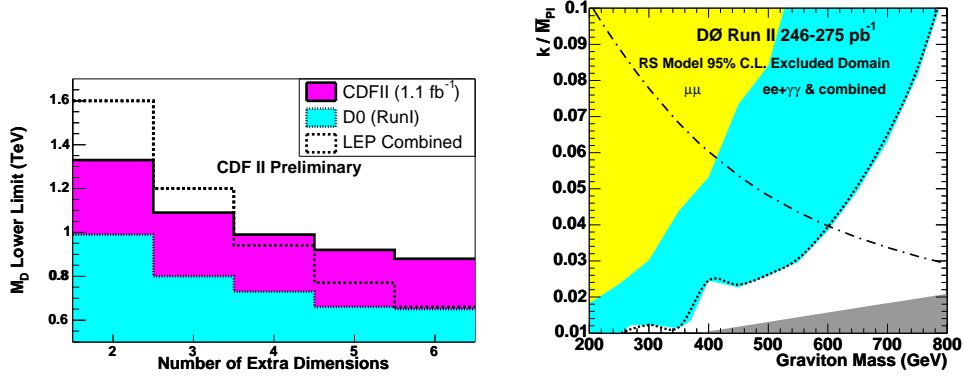 M_D Lower Limit (TeV)
1.6
1.4
1.2
1
0.8
0.6
CDFII (1.1 fb⁻¹)
D0 (RunI)
LEP Combined
CDF II Preliminary
2 3 4 5 6
Number of Extra Dimensions
k / M̅_Pl
0.1
0.09
0.08
0.07
0.06
0.05
0.04
0.03
0.02
0.01
DØ Run II 246-275 pb⁻¹
RS Model 95% C.L. Excluded Domain
μμ ee+γγ & combined
200 300 400 500 600 700 800
Graviton Mass (GeV)